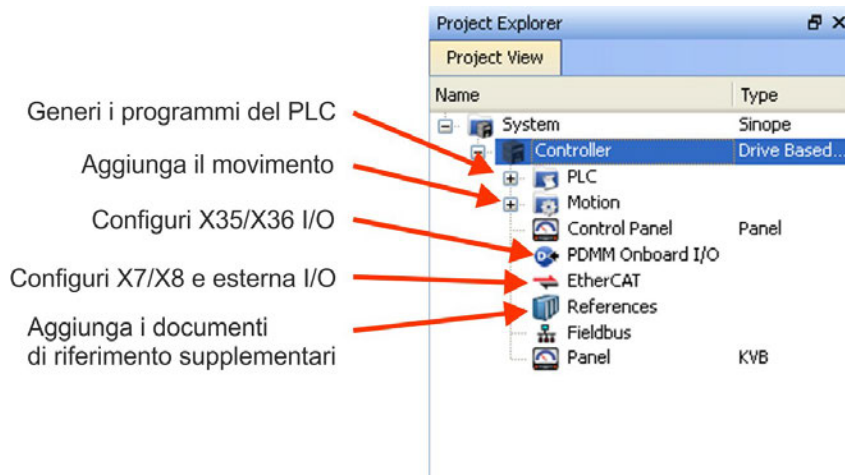 Project Explorer
Project View
Name Type
System Sinope
Controller Drive Based...
PLC
Motion
Control Panel Panel
PDMM Onboard I/O
EtherCAT
References
Fieldbus
Panel KVB
Generi i programmi del PLC
Aggiunga il movimento
Configuri X35/X36 I/O
Configuri X7/X8 e esterna I/O
Aggiunga i documenti
di riferimento supplementari